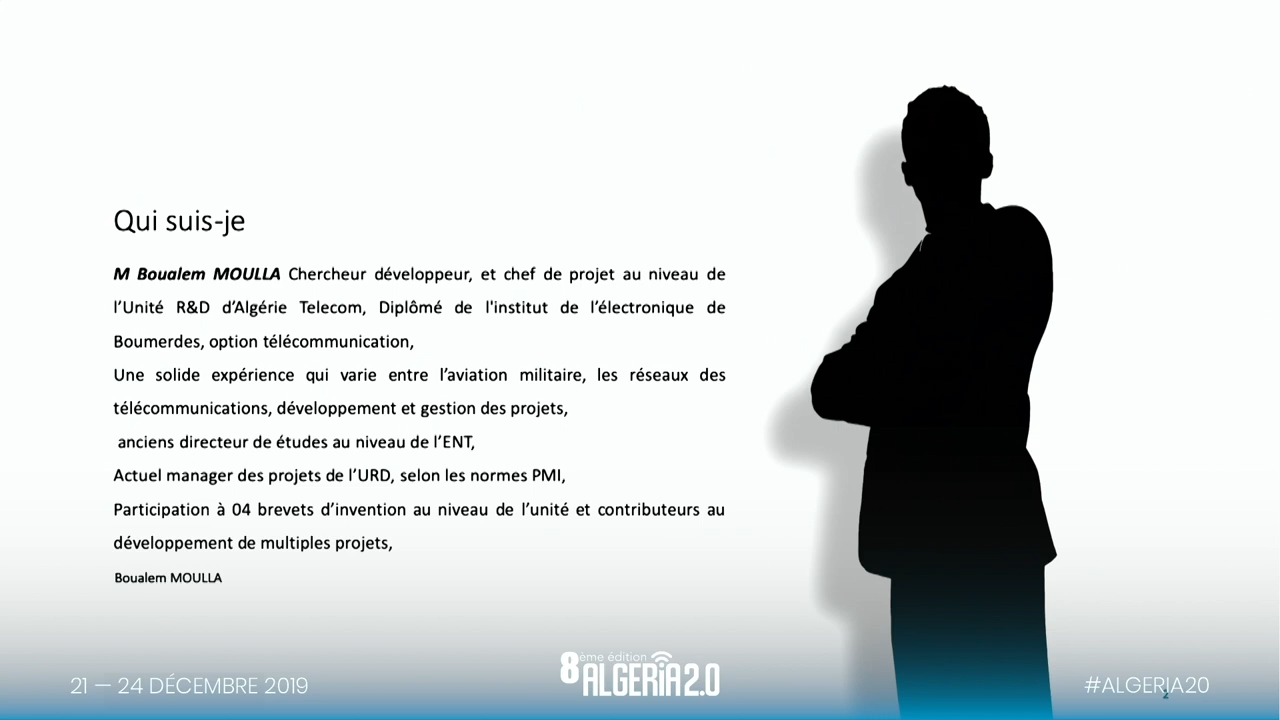 Qui suis-je
M Boualem MOULLA Chercheur développeur, et chef de projet au niveau de
l’Unité R&D d’Algérie Telecom, Diplômé de l'institut de l’électronique de
Boumerdes, option télécommunication,
Une solide expérience qui varie entre l’aviation militaire, les réseaux des
télécommunications, développement et gestion des projets,
anciens directeur de études au niveau de l’ENT,
Actuel manager des projets de l’URD, selon les normes PMI,
Participation à 04 brevets d’invention au niveau de l’unité et contributeurs au
développement de multiples projets,
Boualem MOULLA
21 — 24 DÉCEMBRE 2019
8ème édition
ALGERiA 2.0
#ALGERIA20
2